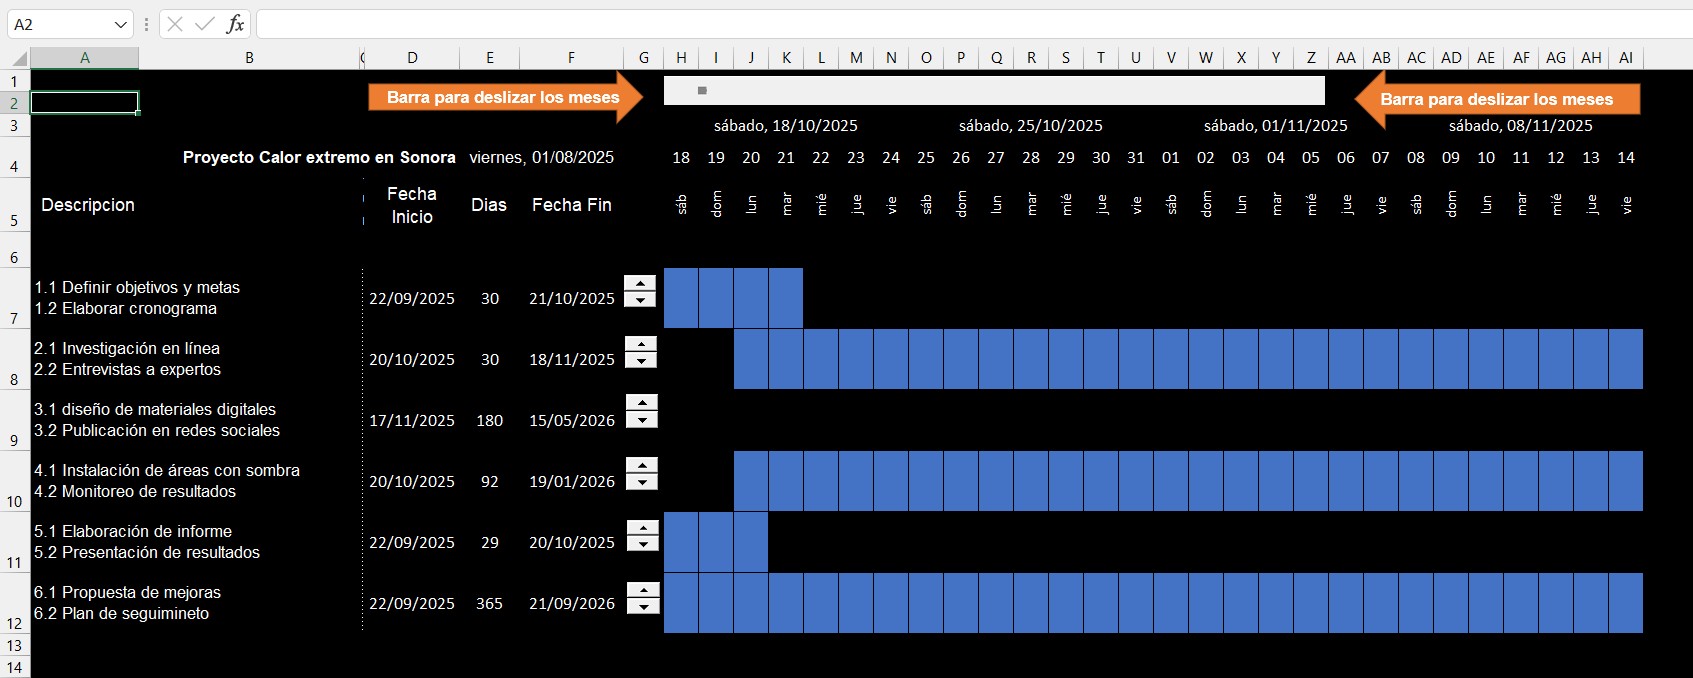 A2
fx
A B C D E F G H I J K L M N O P Q R S T U V W X Y Z AA AB AC AD AE AF AG AH AI
1
Barra para deslizar los meses
Barra para deslizar los meses
2
3 sábado, 18/10/2025 sábado, 25/10/2025 sábado, 01/11/2025 sábado, 08/11/2025
4 Proyecto Calor extremo en Sonora viernes, 01/08/2025 18 19 20 21 22 23 24 25 26 27 28 29 30 31 01 02 03 04 05 06 07 08 09 10 11 12 13 14
Fecha
5 Descripcion Inicio Dias Fecha Fin sáb dom lun mar mié jue vie sáb dom lun mar mié jue vie sáb dom lun mar mié jue vie sáb dom lun mar mié jue vie
6
1.1 Definir objetivos y metas
7 1.2 Elaborar cronograma 22/09/2025 30 21/10/2025
2.1 Investigación en línea
8 2.2 Entrevistas a expertos 20/10/2025 30 18/11/2025
3.1 diseño de materiales digitales
9 3.2 Publicación en redes sociales 17/11/2025 180 15/05/2026
4.1 Instalación de áreas con sombra
10 4.2 Monitoreo de resultados 20/10/2025 92 19/01/2026
5.1 Elaboración de informe
11 5.2 Presentación de resultados 22/09/2025 29 20/10/2025
6.1 Propuesta de mejoras
12 6.2 Plan de seguimineto 22/09/2025 365 21/09/2026
13
14